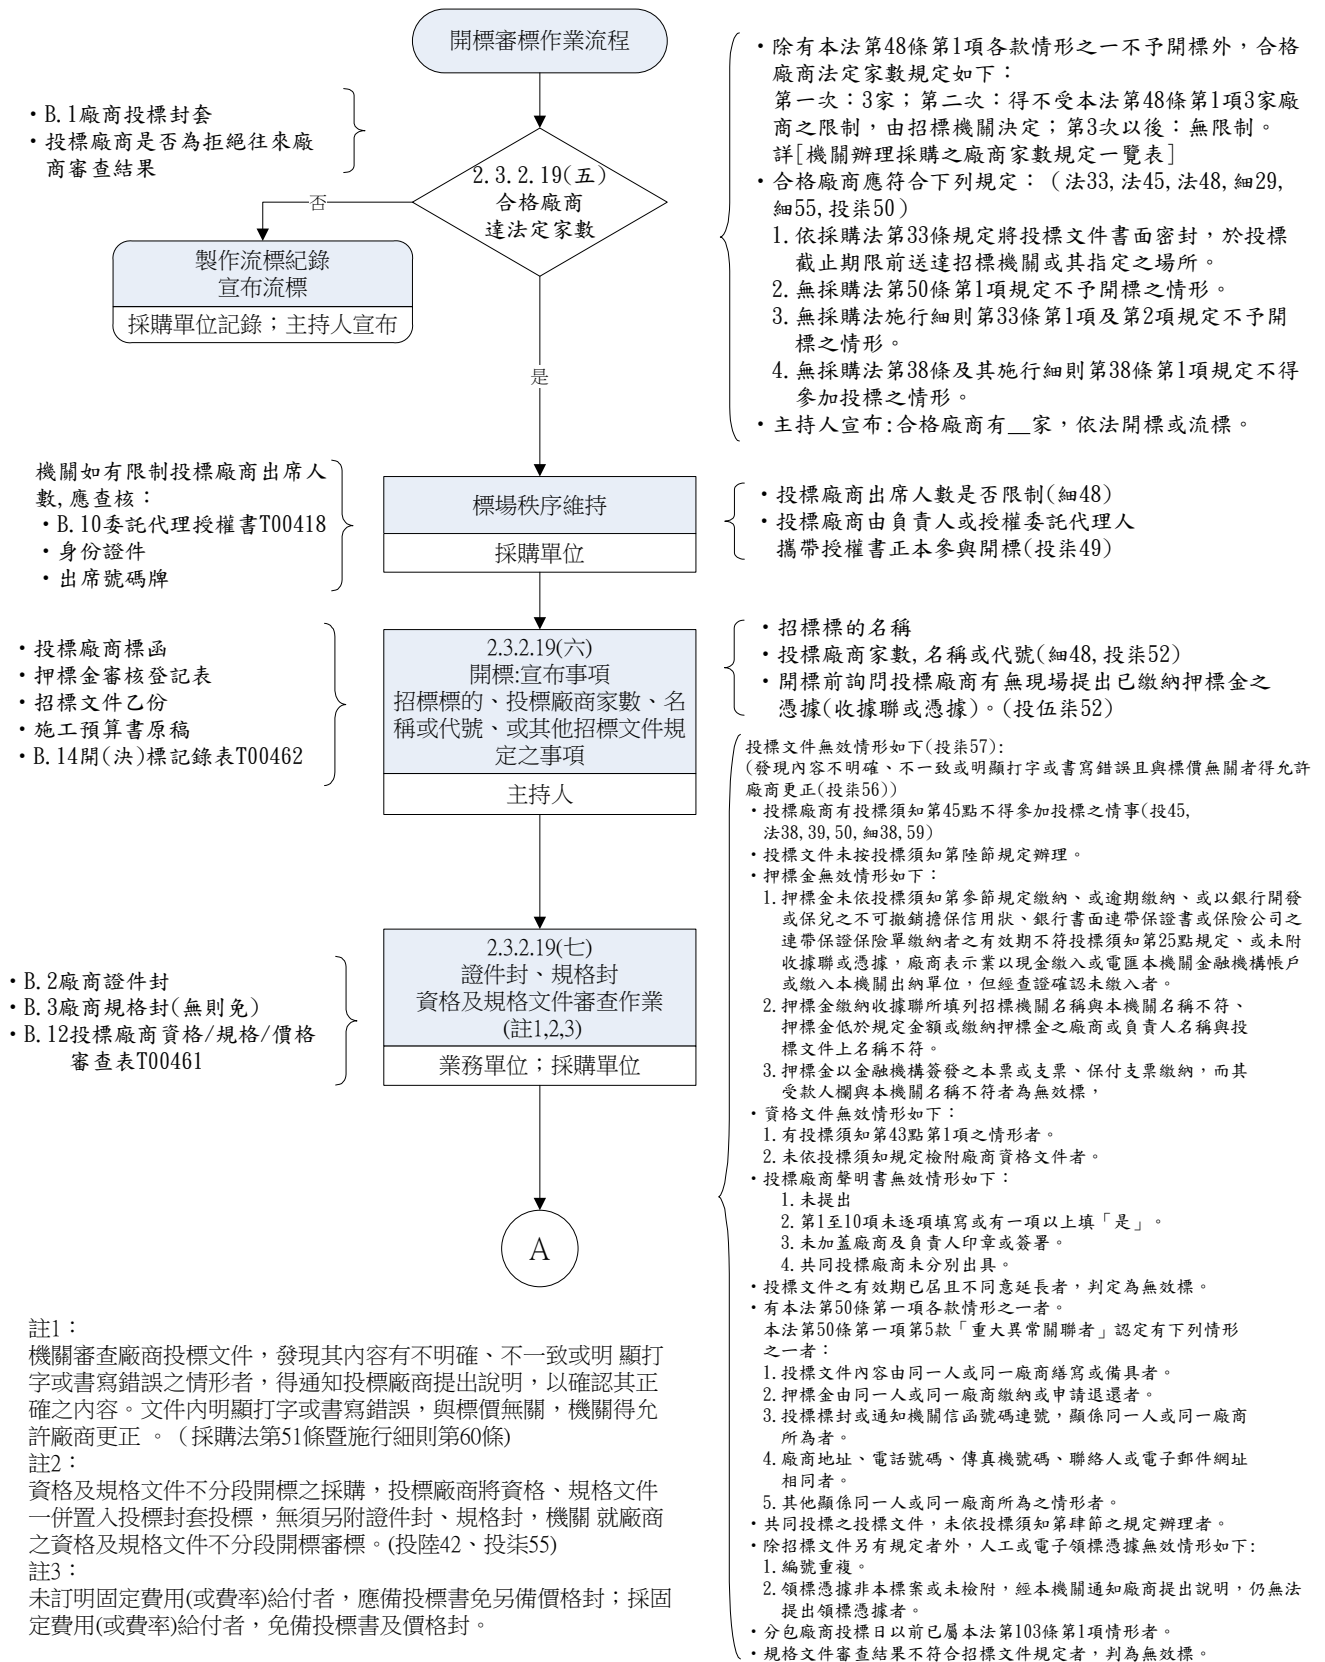 開標審標作業流程
・B.1廠商投標封套
・投標廠商是否為拒絕往來廠
商審查結果
2.3.2.19(五)
合格廠商
達法定家數
否
製作流標紀錄
宣布流標
採購單位記錄；主持人宣布
是
・除有本法第48條第1項各款情形之一不予開標外，合格
廠商法定家數規定如下：
第一次：3家；第二次：得不受本法第48條第1項3家廠
商之限制，由招標機關決定；第3次以後：無限制。
詳[機關辦理採購之廠商家數規定一覽表]
・合格廠商應符合下列規定：（法33,法45,法48,細29,
細55,投柒50）
1.依採購法第33條規定將投標文件書面密封，於投標
截止期限前送達招標機關或其指定之場所。
2.無採購法第50條第1項規定不予開標之情形。
3.無採購法施行細則第33條第1項及第2項規定不予開
標之情形。
4.無採購法第38條及其施行細則第38條第1項規定不得
參加投標之情形。
・主持人宣布:合格廠商有__家，依法開標或流標。
機關如有限制投標廠商出席人
數,應查核：
・B.10委託代理授權書T00418
・身份證件
・出席號碼牌
標場秩序維持
採購單位
・投標廠商出席人數是否限制(細48)
・投標廠商由負責人或授權委託代理人
攜帶授權書正本參與開標(投柒49)
・投標廠商標函
・押標金審核登記表
・招標文件乙份
・施工預算書原稿
・B.14開(決)標記錄表T00462
2.3.2.19(六)
開標:宣布事項
招標標的、投標廠商家數、名
稱或代號、或其他招標文件規
定之事項
主持人
・招標標的名稱
・投標廠商家數,名稱或代號(細48,投柒52)
・開標前詢問投標廠商有無現場提出已繳納押標金之
憑據(收據聯或憑據)。(投伍柒52)
・B.2廠商證件封
・B.3廠商規格封(無則免)
・B.12投標廠商資格/規格/價格
審查表T00461
2.3.2.19(七)
證件封、規格封
資格及規格文件審查作業
(註1,2,3)
業務單位；採購單位
A
投標文件無效情形如下(投柒57):
(發現內容不明確、不一致或明顯打字或書寫錯誤且與標價無關者得允許
廠商更正(投柒56))
・投標廠商有投標須知第45點不得參加投標之情事(投45,
法38,39,50,細38,59)
・投標文件未按投標須知第陸節規定辦理。
・押標金無效情形如下：
1.押標金未依投標須知第參節規定繳納、或逾期繳納、或以銀行開發
或保兌之不可撤銷擔保信用狀、銀行書面連帶保證書或保險公司之
連帶保證保險單繳納者之有效期不符投標須知第25點規定、或未附
收據聯或憑據，廠商表示業以現金繳入或電匯本機關金融機構帳戶
或繳入本機關出納單位，但經查證確認未繳入者。
2.押標金繳納收據聯所填列招標機關名稱與本機關名稱不符、
押標金低於規定金額或繳納押標金之廠商或負責人名稱與投
標文件上名稱不符。
3.押標金以金融機構簽發之本票或支票、保付支票繳納，而其
受款人欄與本機關名稱不符者為無效標，
・資格文件無效情形如下：
1.有投標須知第43點第1項之情形者。
2.未依投標須知規定檢附廠商資格文件者。
・投標廠商聲明書無效情形如下：
1.未提出
2.第1至10項未逐項填寫或有一項以上填「是」。
3.未加蓋廠商及負責人印章或簽署。
4.共同投標廠商未分別出具。
・投標文件之有效期已屆且不同意延長者，判定為無效標。
・有本法第50條第一項各款情形之一者。
本法第50條第一項第5款「重大異常關聯者」認定有下列情形
之一者：
1.投標文件內容由同一人或同一廠商繕寫或備具者。
2.押標金由同一人或同一廠商繳納或申請退還者。
3.投標標封或通知機關信函號碼連號，顯係同一人或同一廠商
所為者。
4.廠商地址、電話號碼、傳真機號碼、聯絡人或電子郵件網址
相同者。
5.其他顯係同一人或同一廠商所為之情形者。
・共同投標之投標文件，未依投標須知第肆節之規定辦理者。
・除招標文件另有規定者外，人工或電子領標憑據無效情形如下:
1.編號重複。
2.領標憑據非本標案或未檢附，經本機關通知廠商提出說明，仍無法
提出領標憑據者。
・分包廠商投標日以前已屬本法第103條第1項情形者。
・規格文件審查結果不符合招標文件規定者，判為無效標。
註1：
機關審查廠商投標文件，發現其內容有不明確、不一致或明 顯打
字或書寫錯誤之情形者，得通知投標廠商提出說明，以確認其正
確之內容。文件內明顯打字或書寫錯誤，與標價無關，機關得允
許廠商更正 。（採購法第51條暨施行細則第60條)
註2：
資格及規格文件不分段開標之採購，投標廠商將資格、規格文件
一併置入投標封套投標，無須另附證件封、規格封，機關 就廠商
之資格及規格文件不分段開標審標。(投陸42、投柒55)
註3：
未訂明固定費用(或費率)給付者，應備投標書免另備價格封；採固
定費用(或費率)給付者，免備投標書及價格封。